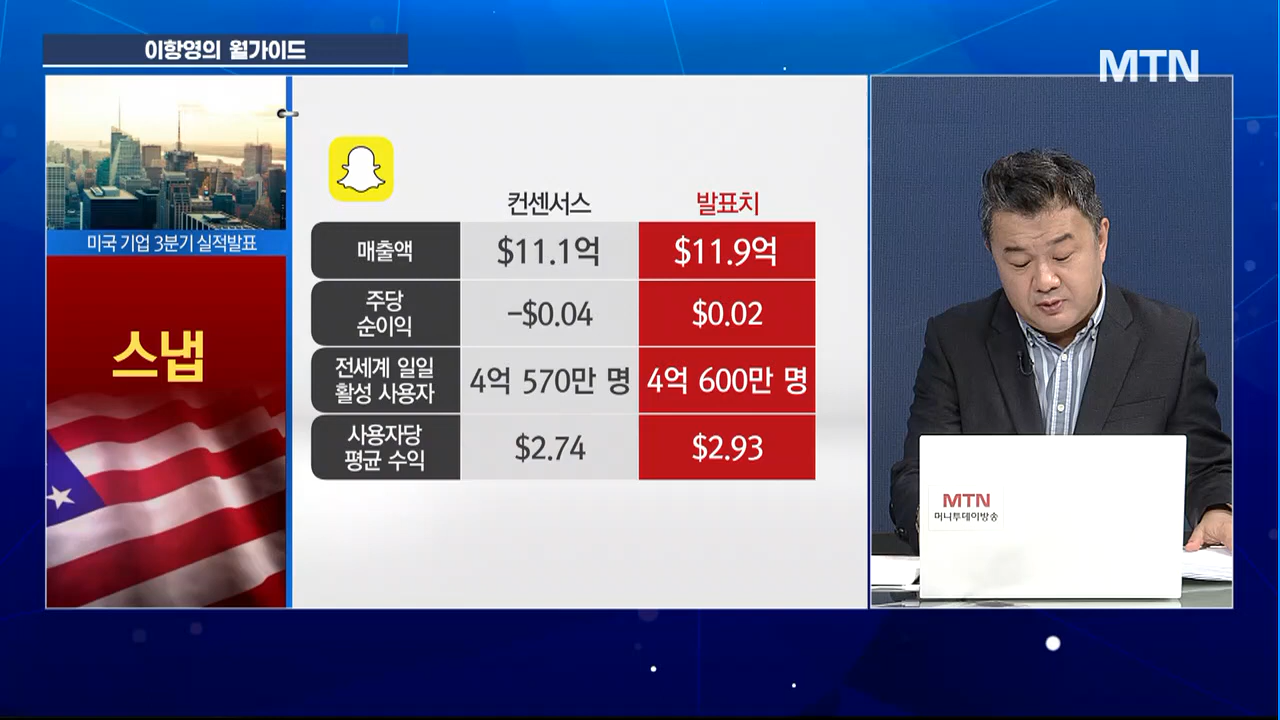 이항영의 월가이드
MTN
미국 기업 3분기 실적발표
스냅
컨센서스 발표치
매출액 $11.1억 $11.9억
주당
순이익 -$0.04 $0.02
전세계 일일
활성 사용자 4억 570만 명 4억 600만 명
사용자당
평균 수익 $2.74 $2.93
MTN
머니투데이방송